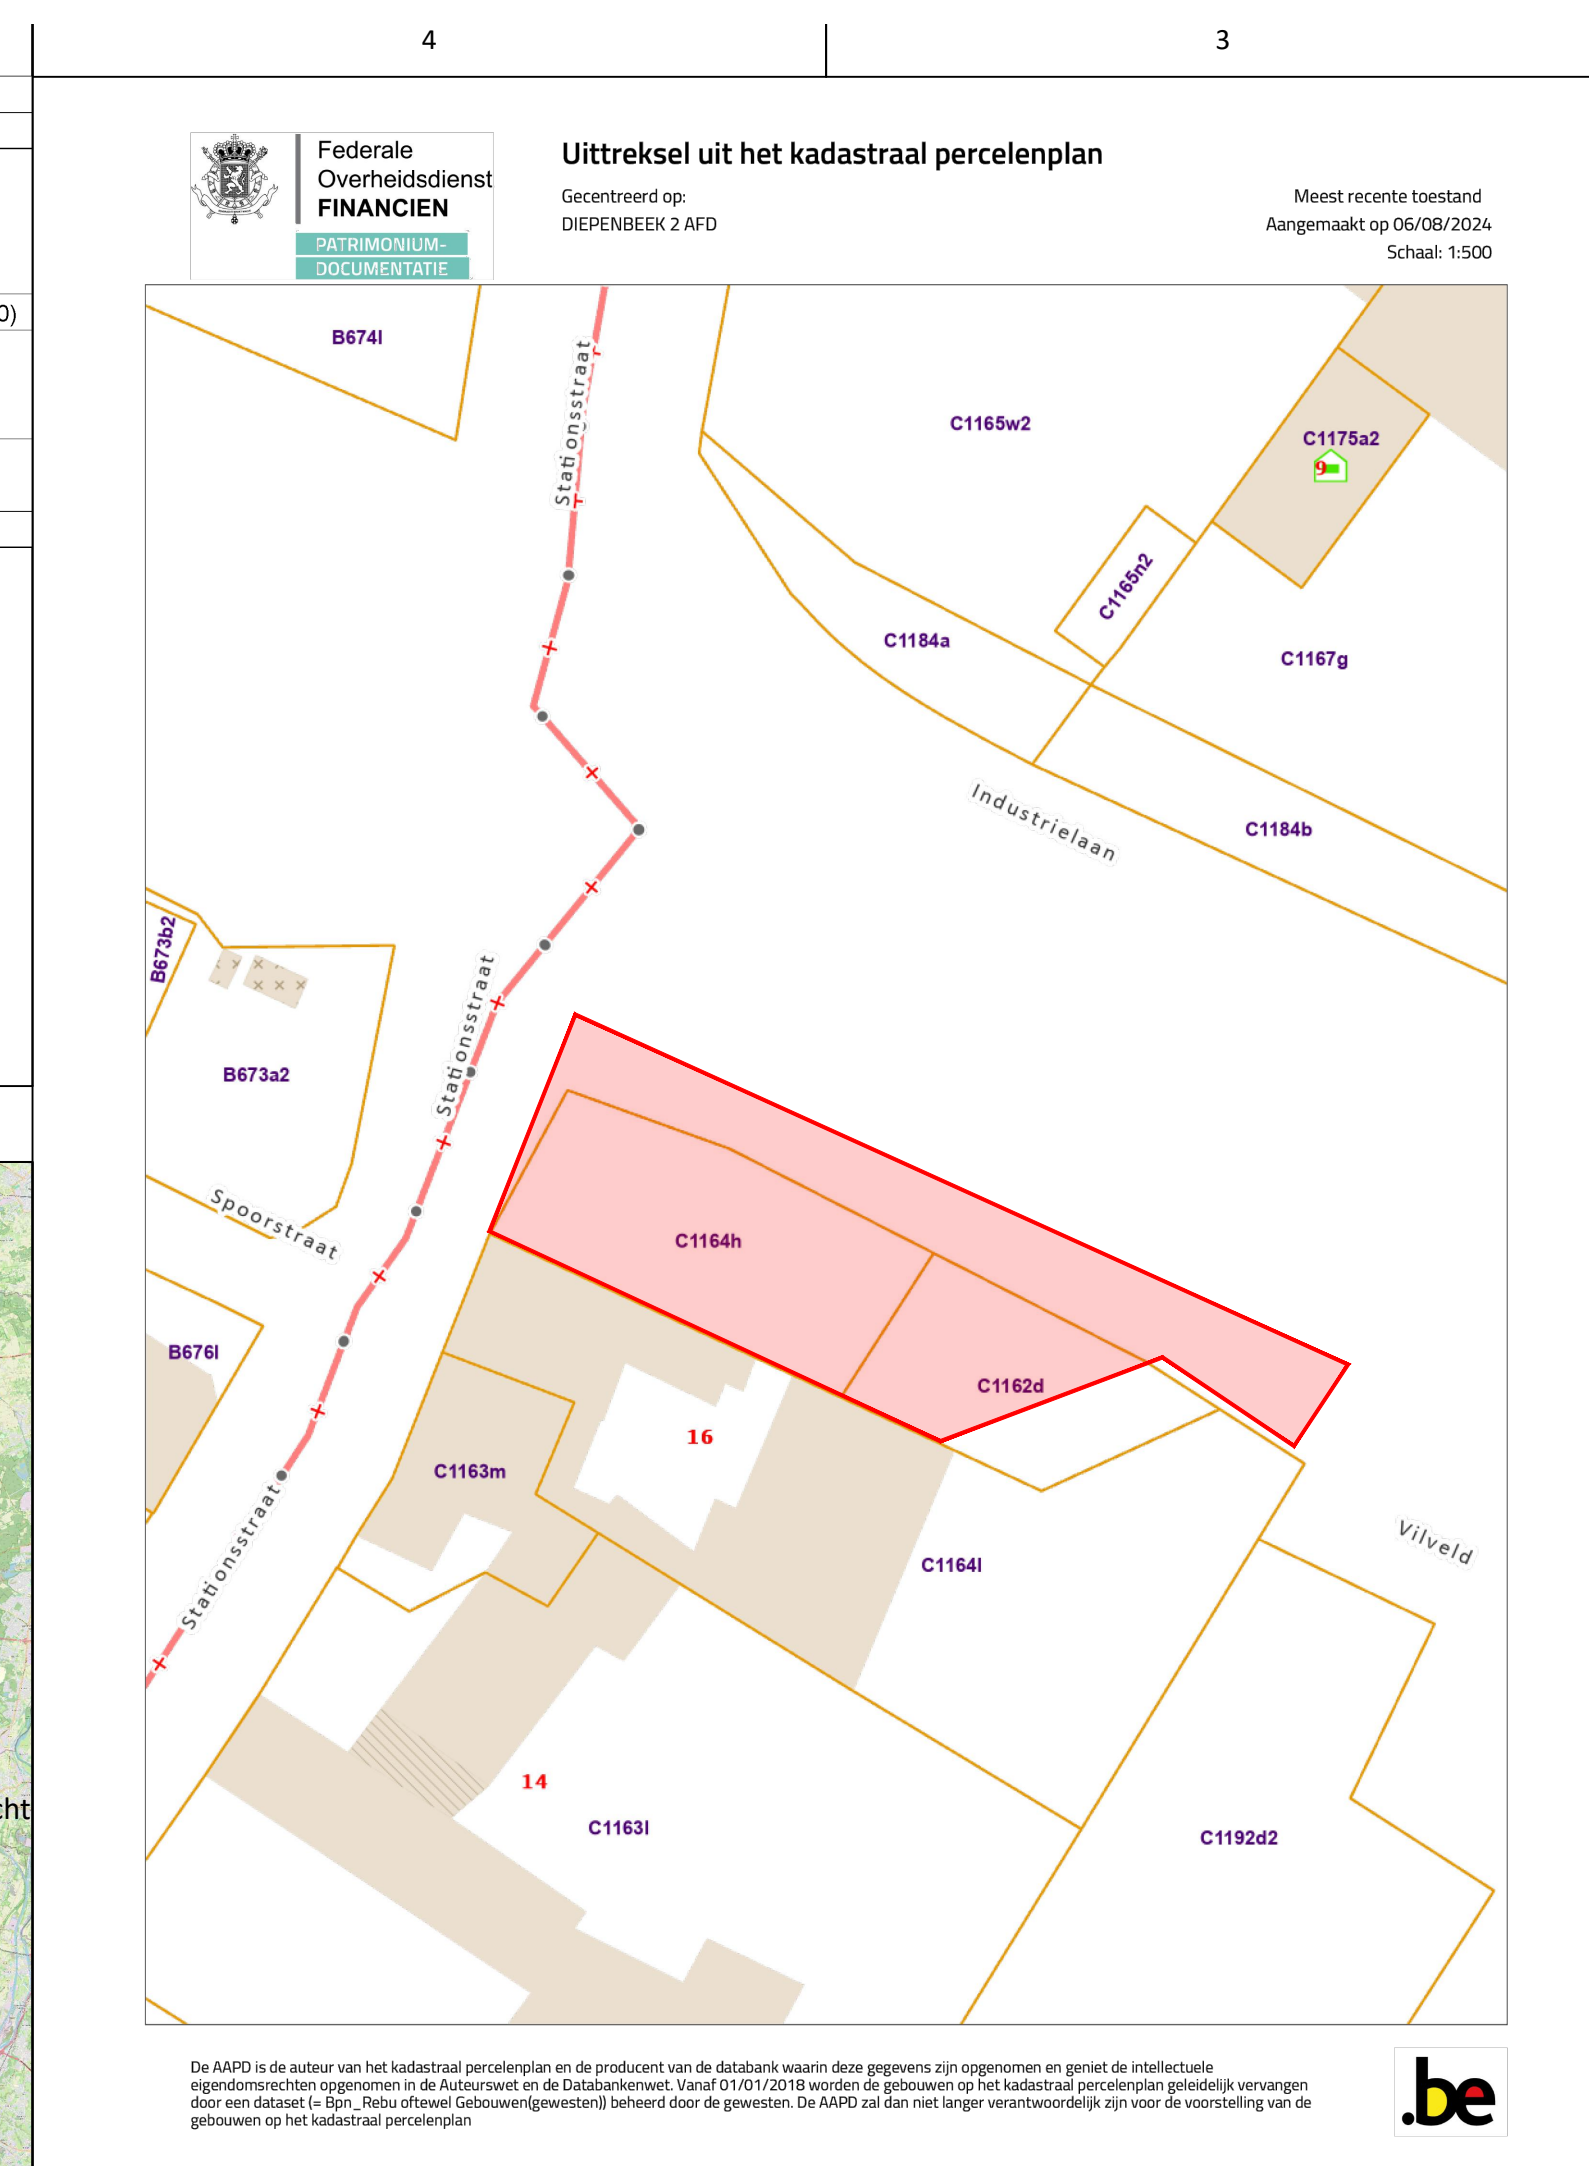 4
3
Federale
Overheidsdienst
FINANCIEN
PATRIMONIUM-
DOCUMENTATIE
Uittreksel uit het kadastraal percelenplan
Gecentreerd op:
DIEPENBEEK 2 AFD
Meest recente toestand
Aangemaakt op 06/08/2024
Schaal: 1:500
0)
B674l
Stationsstraat
C1165w2
C1175a2
9
C1165n2
C1184a
C1167g
Industrielaan
C1184b
B673b2
Stationsstraat
B673a2
Spoorstraat
C1164h
B676l
C1162d
16
C1163m
Stationsstraat
C1164l
Vilveld
14
C1163l
C1192d2
cht
De AAPD is de auteur van het kadastraal percelenplan en de producent van de databank waarin deze gegevens zijn opgenomen en geniet de intellectuele
eigendomsrechten opgenomen in de Auteurswet en de Databankenwet. Vanaf 01/01/2018 worden de gebouwen op het kadastraal percelenplan geleidelijk vervangen
door een dataset (= Bpn_Rebu oftewel Gebouwen(gewesten)) beheerd door de gewesten. De AAPD zal dan niet langer verantwoordelijk zijn voor de voorstelling van de
gebouwen op het kadastraal percelenplan
.be